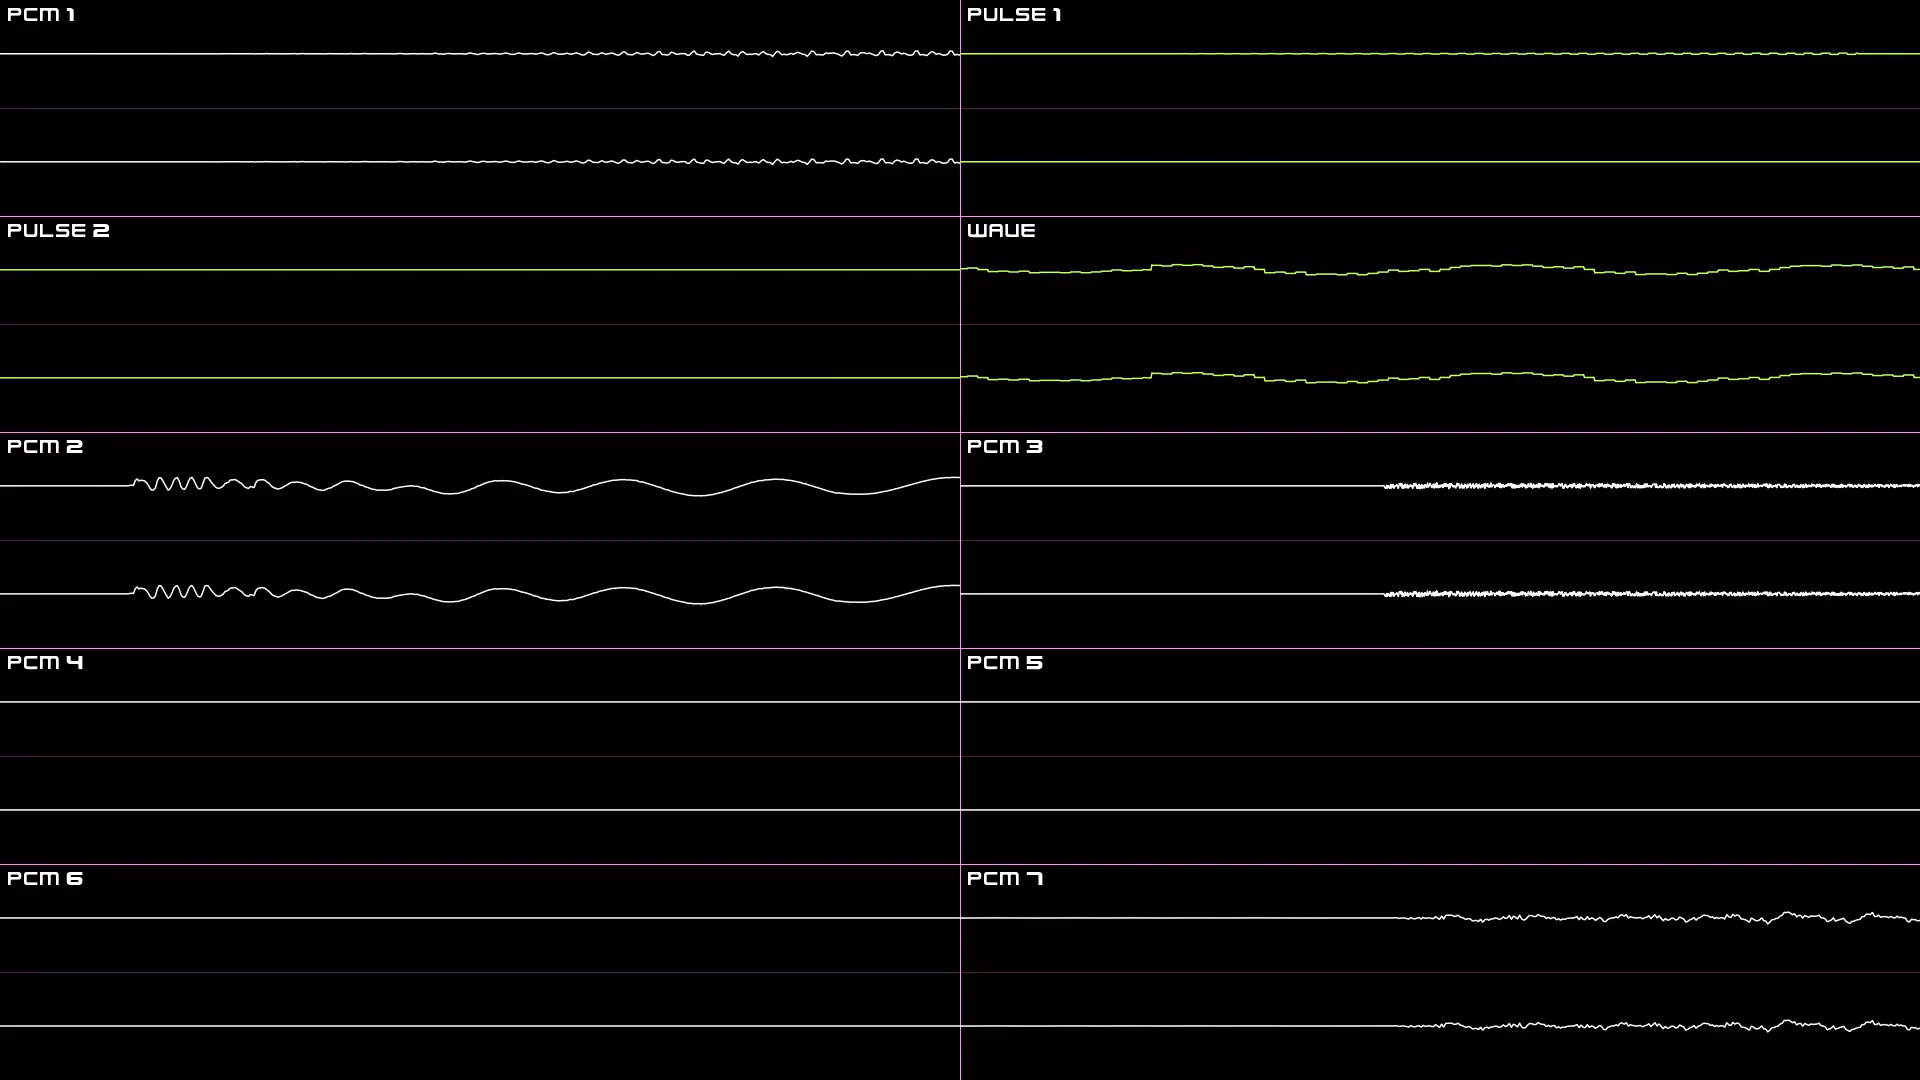 PCM 1
PULSE 1
PULSE 2
WAVE
PCM 2
PCM 3
PCM 4
PCM 5
PCM 6
PCM 7